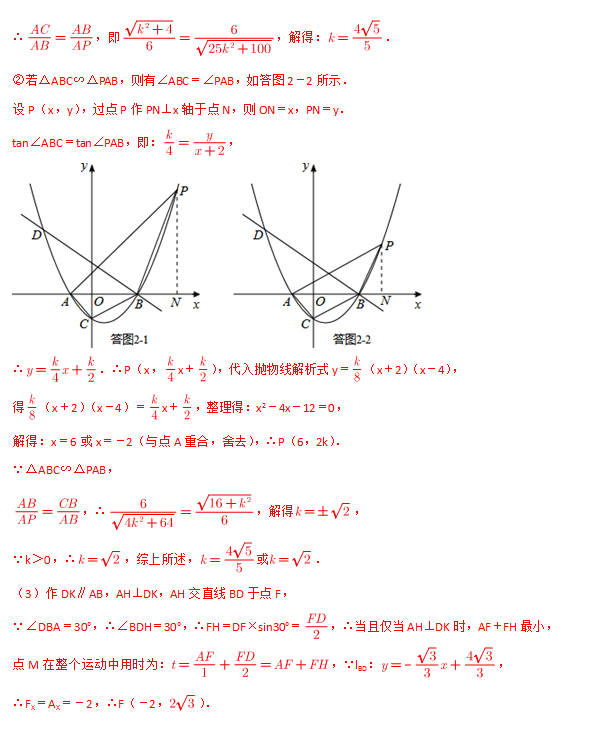 ∴ AC/AB = AB/AP，即 √(k²+4)/6 = 6/√(25k²+100)，解得：k = 4√5/5．
②若△ABC∽△PAB，则有∠ABC＝∠PAB，如答图2－2所示．
设P（x，y），过点P作PN⊥x轴于点N，则ON＝x，PN＝y．
tan∠ABC＝tan∠PAB，即：k/4 = y/(x+2)，
y
P
D
A
O
B
N
x
C
答图2-1
y
D
P
A
O
B
N
x
C
答图2-2
∴ y = k/4 x + k/2．∴P（x，k/4 x＋k/2），代入抛物线解析式y＝k/8（x＋2）(x－4)，
得 k/8（x＋2）(x－4)＝k/4 x＋k/2，整理得：x²－4x－12＝0，
解得：x＝6或x＝－2（与点A重合，舍去），∴P（6，2k）．
∵△ABC∽△PAB，
AB/AP = CB/AB，∴ 6/√(4k²+64) = √(16+k²)/6，解得k = ±√2，
∵k＞0，∴k = √2，综上所述，k = 4√5/5或k = √2．
（3）作DK∥AB，AH⊥DK，AH交直线BD于点F，
∵∠DBA＝30°，∴∠BDH＝30°，∴FH＝DF×sin30°＝FD/2，∴当且仅当AH⊥DK时，AF＋FH最小，
点M在整个运动中用时为：t = AF/1 + FD/2 = AF + FH，∵l_BD：y = -√3/3 x + 4√3/3，
∴Fₓ＝Aₓ＝－2，∴F（－2，2√3）．